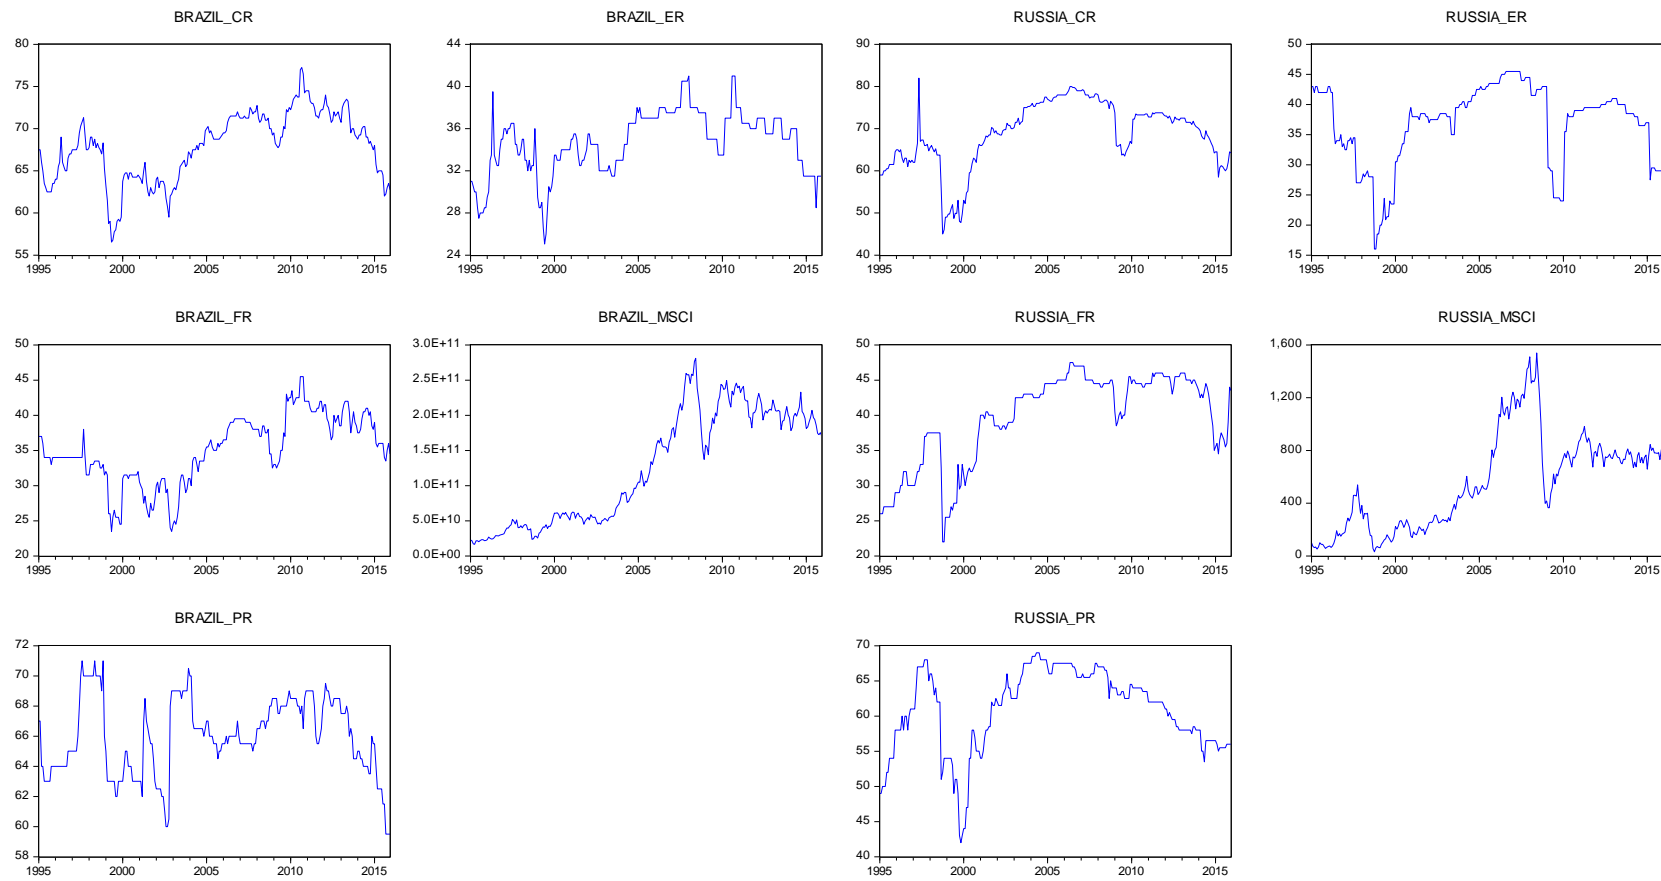 BRAZIL_CR
80
75
70
65
60
55
1995 2000 2005 2010 2015
BRAZIL_ER
44
40
36
32
28
24
1995 2000 2005 2010 2015
RUSSIA_CR
90
80
70
60
50
40
1995 2000 2005 2010 2015
RUSSIA_ER
50
45
40
35
30
25
20
15
1995 2000 2005 2010 2015
BRAZIL_FR
50
45
40
35
30
25
20
1995 2000 2005 2010 2015
BRAZIL_MSCI
3.0E+11
2.5E+11
2.0E+11
1.5E+11
1.0E+11
5.0E+10
0.0E+00
1995 2000 2005 2010 2015
RUSSIA_FR
50
45
40
35
30
25
20
1995 2000 2005 2010 2015
RUSSIA_MSCI
1,600
1,200
800
400
0
1995 2000 2005 2010 2015
BRAZIL_PR
72
70
68
66
64
62
60
58
1995 2000 2005 2010 2015
RUSSIA_PR
70
65
60
55
50
45
40
1995 2000 2005 2010 2015